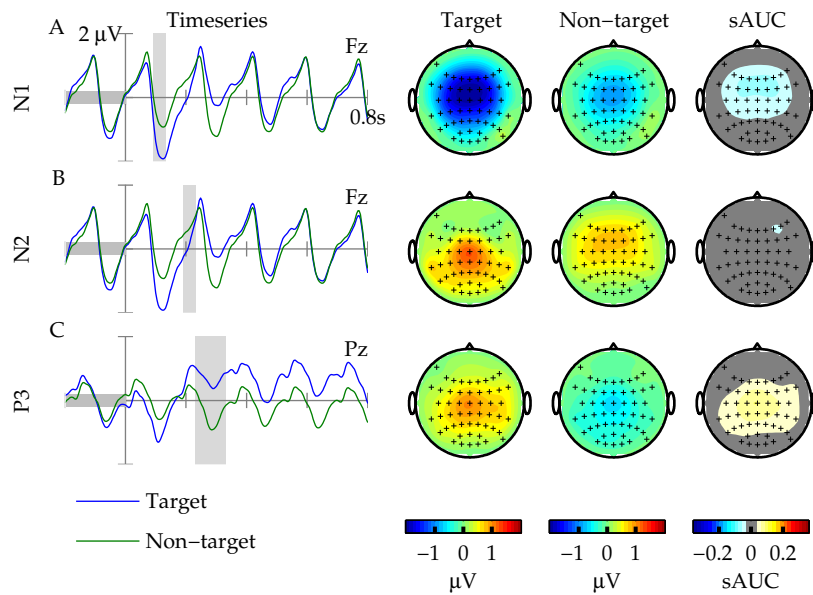 Timeseries Target Non−target sAUC
A 2 μV Fz
N1
0.8s
B Fz
N2
C Pz
P3
Target
Non−target
−1 0 1 −1 0 1 −0.2 0 0.2
μV μV sAUC